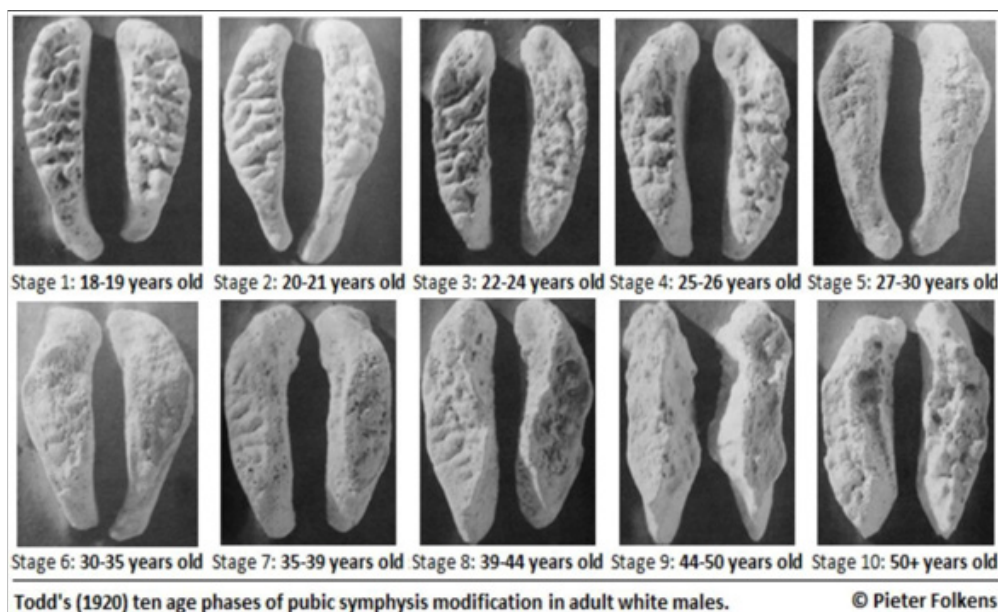 Stage 1: 18-19 years old
Stage 2: 20-21 years old
Stage 3: 22-24 years old
Stage 4: 25-26 years old
Stage 5: 27-30 years old
Stage 6: 30-35 years old
Stage 7: 35-39 years old
Stage 8: 39-44 years old
Stage 9: 44-50 years old
Stage 10: 50+ years old
Todd's (1920) ten age phases of pubic symphysis modification in adult white males.
© Pieter Folkens